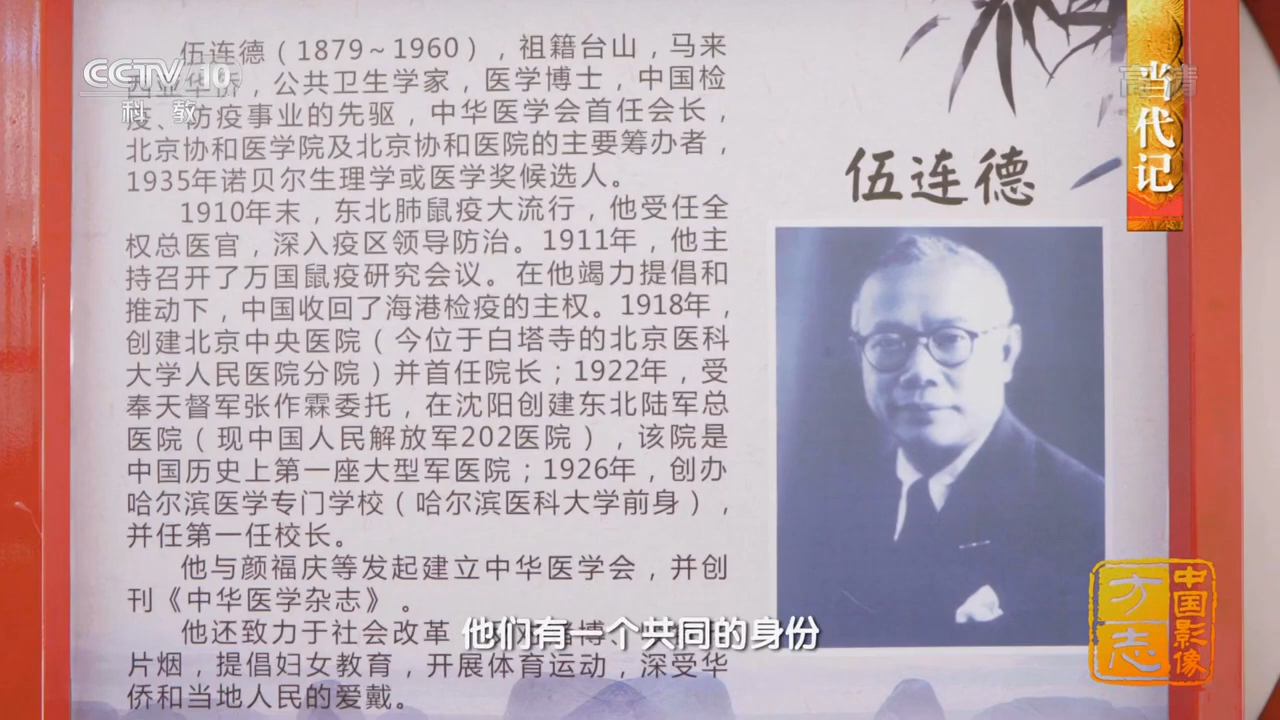 CCTV 10
科教
高清
当代记
伍连德（1879～1960），祖籍台山，马来
西亚华侨，公共卫生学家，医学博士，中国检
疫、防疫事业的先驱，中华医学会首任会长，
北京协和医学院及北京协和医院的主要筹办者，
1935年诺贝尔生理学或医学奖候选人。
1910年末，东北肺鼠疫大流行，他受任全
权总医官，深入疫区领导防治。1911年，他主
持召开了万国鼠疫研究会议。在他竭力提倡和
推动下，中国收回了海港检疫的主权。1918年，
创建北京中央医院（今位于白塔寺的北京医科
大学人民医院分院）并首任院长；1922年，受
奉天督军张作霖委托，在沈阳创建东北陆军总
医院（现中国人民解放军202医院），该院是
中国历史上第一座大型军医院；1926年，创办
哈尔滨医学专门学校（哈尔滨医科大学前身），
并任第一任校长。
他与颜福庆等发起建立中华医学会，并创
刊《中华医学杂志》。
他还致力于社会改革 博
片烟，提倡妇女教育，开展体育运动，深受华
侨和当地人民的爱戴。
伍连德
他们有一个共同的身份
中国影像
方志